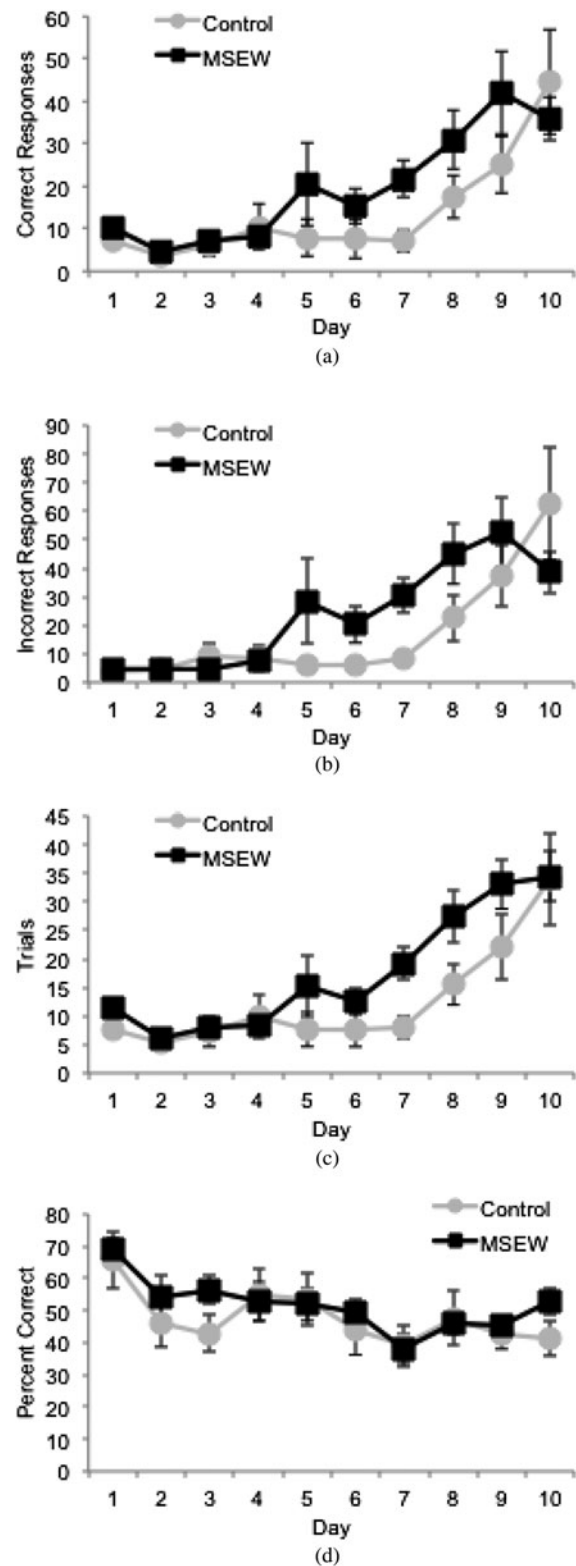 Correct Responses
60
50
40
30
20
10
0
Control
MSEW
1 2 3 4 5 6 7 8 9 10
Day
(a)
Incorrect Responses
90
80
70
60
50
40
30
20
10
0
Control
MSEW
1 2 3 4 5 6 7 8 9 10
Day
(b)
Trials
45
40
35
30
25
20
15
10
5
0
Control
MSEW
1 2 3 4 5 6 7 8 9 10
Day
(c)
Percent Correct
80
70
60
50
40
30
20
10
0
Control
MSEW
1 2 3 4 5 6 7 8 9 10
Day
(d)